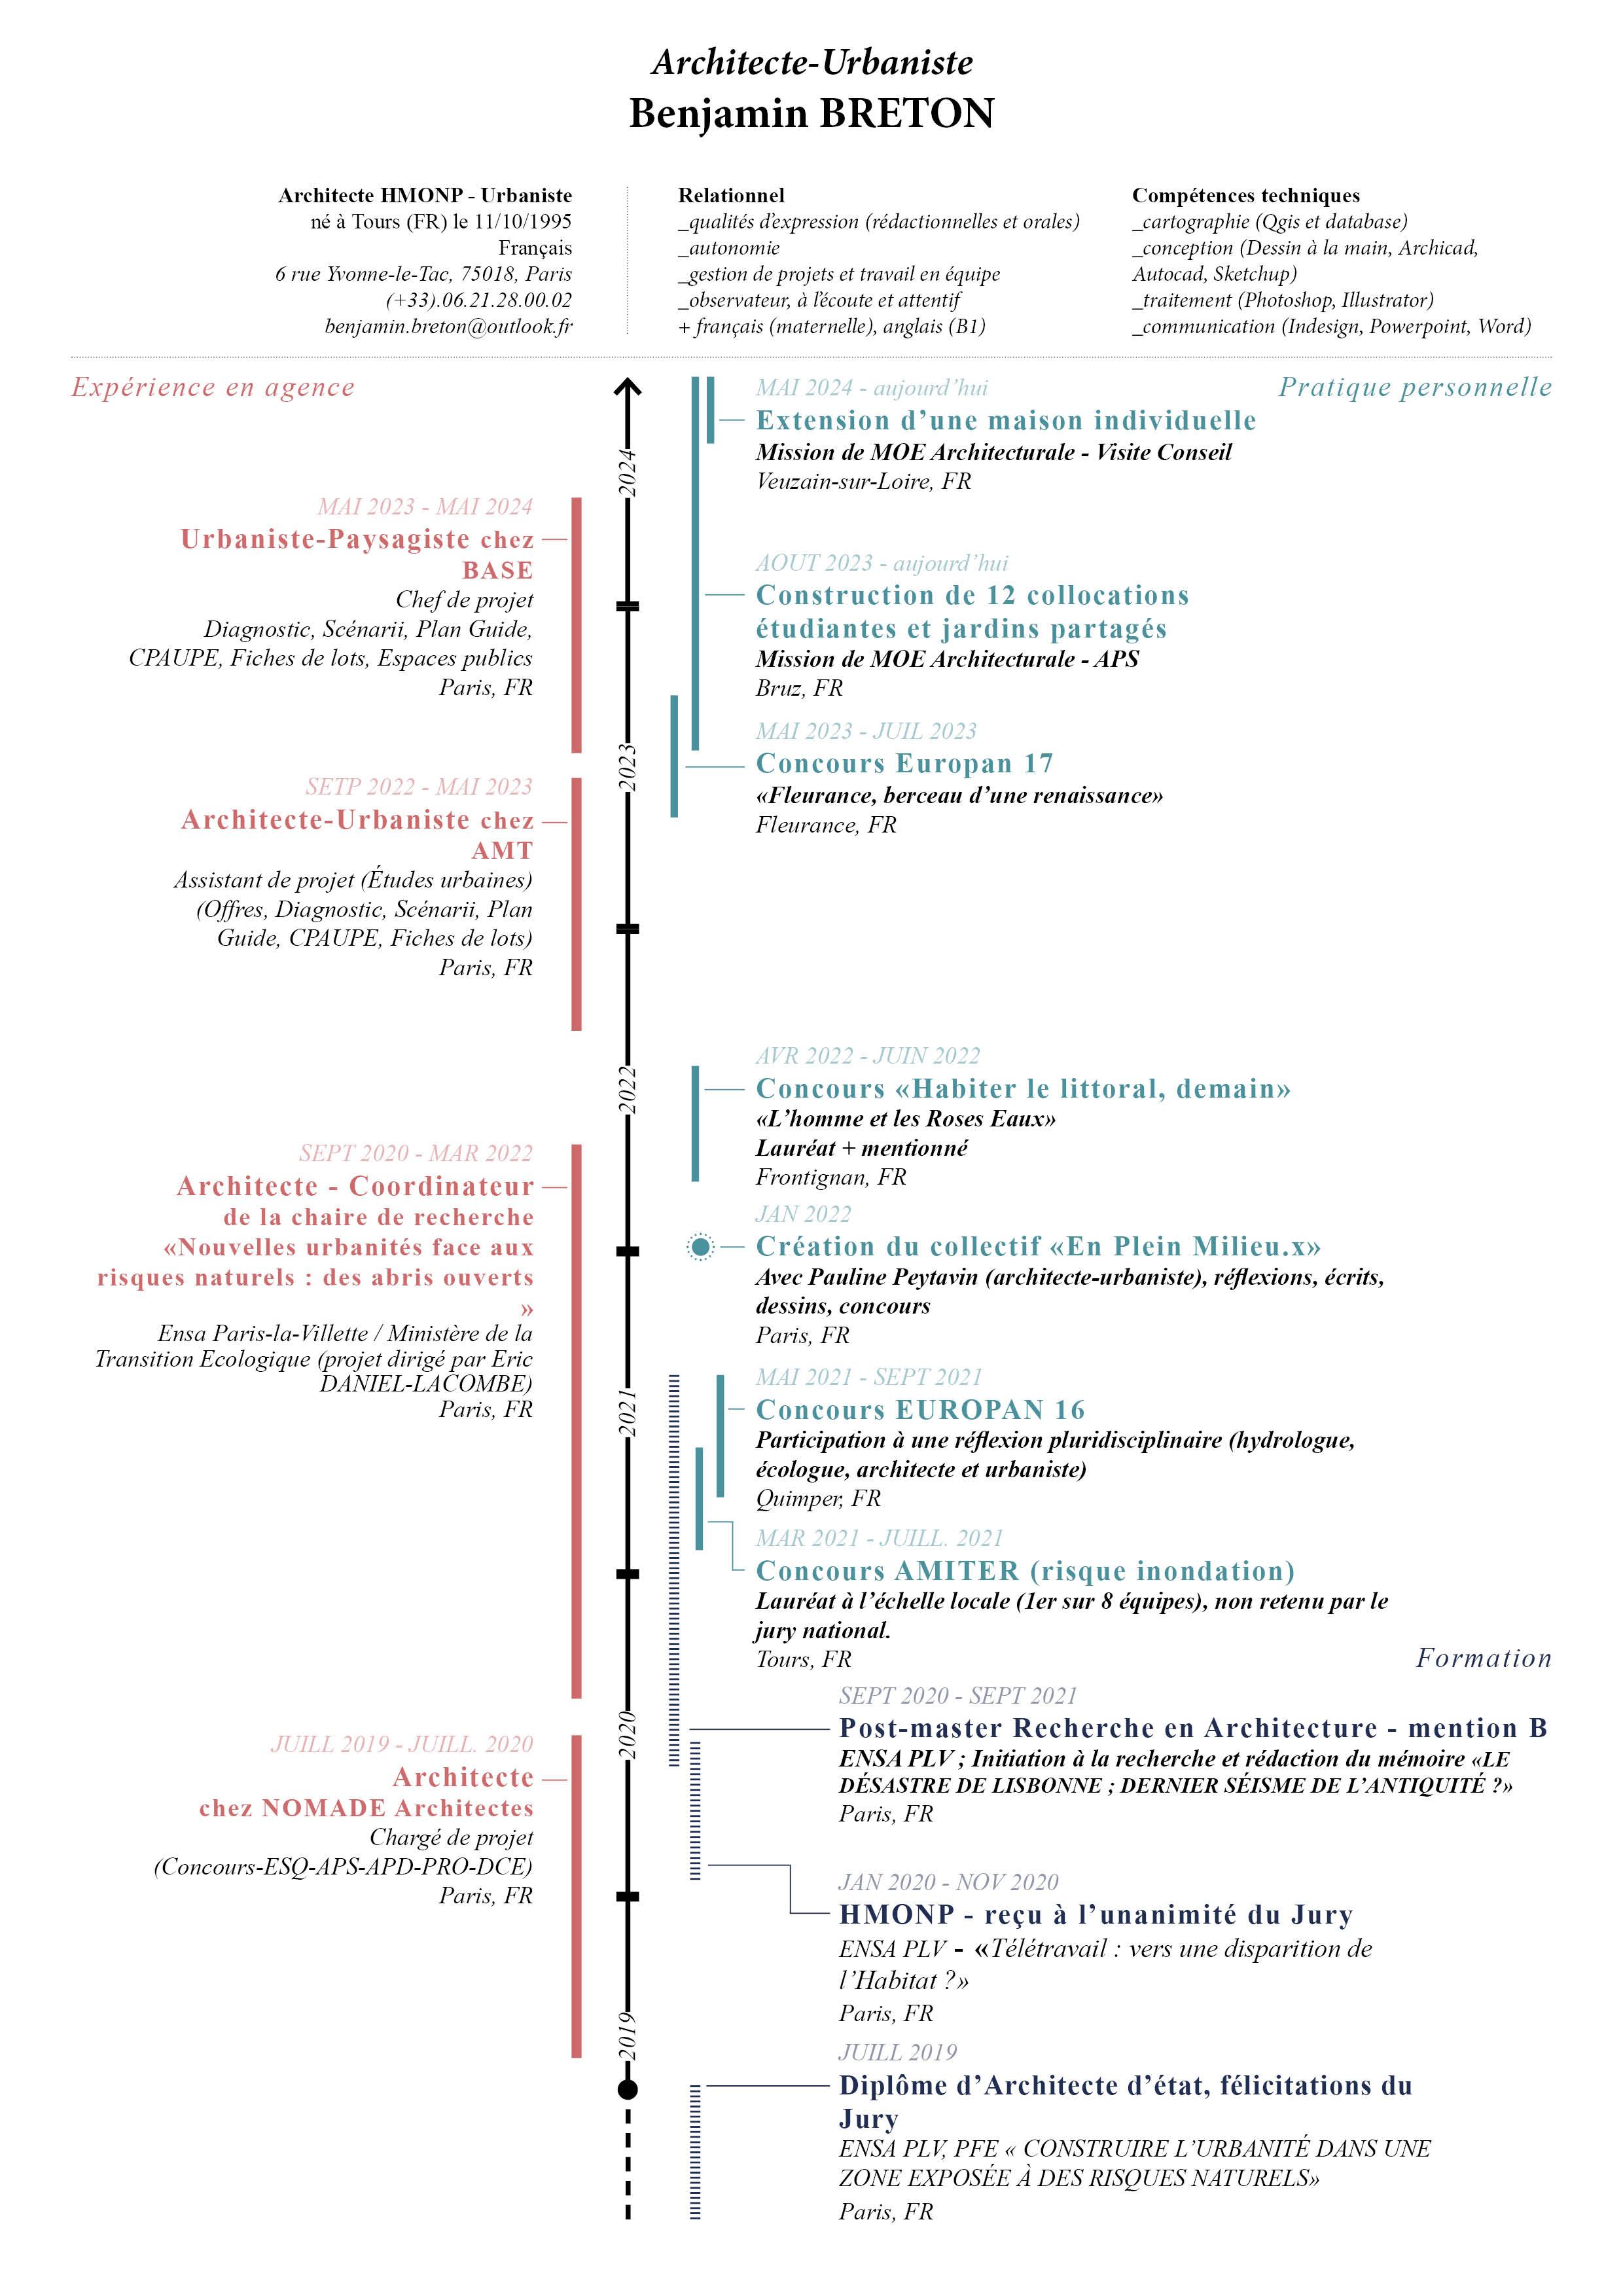 Architecte-Urbaniste
Benjamin BRETON
Architecte HMONP - Urbaniste
né à Tours (FR) le 11/10/1995
Français
6 rue Yvonne-le-Tac, 75018, Paris
(+33).06.21.28.00.02
benjamin.breton@outlook.fr
Relationnel
_qualités d'expression (rédactionnelles et orales)
_autonomie
_gestion de projets et travail en équipe
_observateur, à l'écoute et attentif
+ français (maternelle), anglais (B1)
Compétences techniques
_cartographie (Qgis et database)
_conception (Dessin à la main, Archicad,
Autocad, Sketchup)
_traitement (Photoshop, Illustrator)
_communication (Indesign, Powerpoint, Word)
Expérience en agence
MAI 2023 - MAI 2024
Urbaniste-Paysagiste chez
BASE
Chef de projet
Diagnostic, Scénarii, Plan Guide,
CPAUPE, Fiches de lots, Espaces publics
Paris, FR
SETP 2022 - MAI 2023
Architecte-Urbaniste chez
AMT
Assistant de projet (Études urbaines)
(Offres, Diagnostic, Scénarii, Plan
Guide, CPAUPE, Fiches de lots)
Paris, FR
SEPT 2020 - MAR 2022
Architecte - Coordinateur
de la chaire de recherche
«Nouvelles urbanités face aux
risques naturels : des abris ouverts
»
Ensa Paris-la-Villette / Ministère de la
Transition Ecologique (projet dirigé par Eric
DANIEL-LACOMBE)
Paris, FR
JUILL 2019 - JUILL. 2020
Architecte
chez NOMADE Architectes
Chargé de projet
(Concours-ESQ-APS-APD-PRO-DCE)
Paris, FR
2024
2023
2022
2021
2020
2019
Pratique personnelle
MAI 2024 - aujourd'hui
Extension d'une maison individuelle
Mission de MOE Architecturale - Visite Conseil
Veuzain-sur-Loire, FR
AOUT 2023 - aujourd'hui
Construction de 12 collocations
étudiantes et jardins partagés
Mission de MOE Architecturale - APS
Bruz, FR
MAI 2023 - JUIL 2023
Concours Europan 17
«Fleurance, berceau d'une renaissance»
Fleurance, FR
AVR 2022 - JUIN 2022
Concours «Habiter le littoral, demain»
«L'homme et les Roses Eaux»
Lauréat + mentionné
Frontignan, FR
JAN 2022
Création du collectif «En Plein Milieu.x»
Avec Pauline Peytavin (architecte-urbaniste), réflexions, écrits,
dessins, concours
Paris, FR
MAI 2021 - SEPT 2021
Concours EUROPAN 16
Participation à une réflexion pluridisciplinaire (hydrologue,
écologue, architecte et urbaniste)
Quimper, FR
MAR 2021 - JUILL. 2021
Concours AMITER (risque inondation)
Lauréat à l'échelle locale (1er sur 8 équipes), non retenu par le
jury national.
Tours, FR
Formation
SEPT 2020 - SEPT 2021
Post-master Recherche en Architecture - mention B
ENSA PLV ; Initiation à la recherche et rédaction du mémoire «LE
DÉSASTRE DE LISBONNE ; DERNIER SÉISME DE L'ANTIQUITÉ ?»
Paris, FR
JAN 2020 - NOV 2020
HMONP - reçu à l'unanimité du Jury
ENSA PLV - «Télétravail : vers une disparition de
l'Habitat ?»
Paris, FR
JUILL 2019
Diplôme d'Architecte d'état, félicitations du
Jury
ENSA PLV, PFE « CONSTRUIRE L'URBANITÉ DANS UNE
ZONE EXPOSÉE À DES RISQUES NATURELS»
Paris, FR